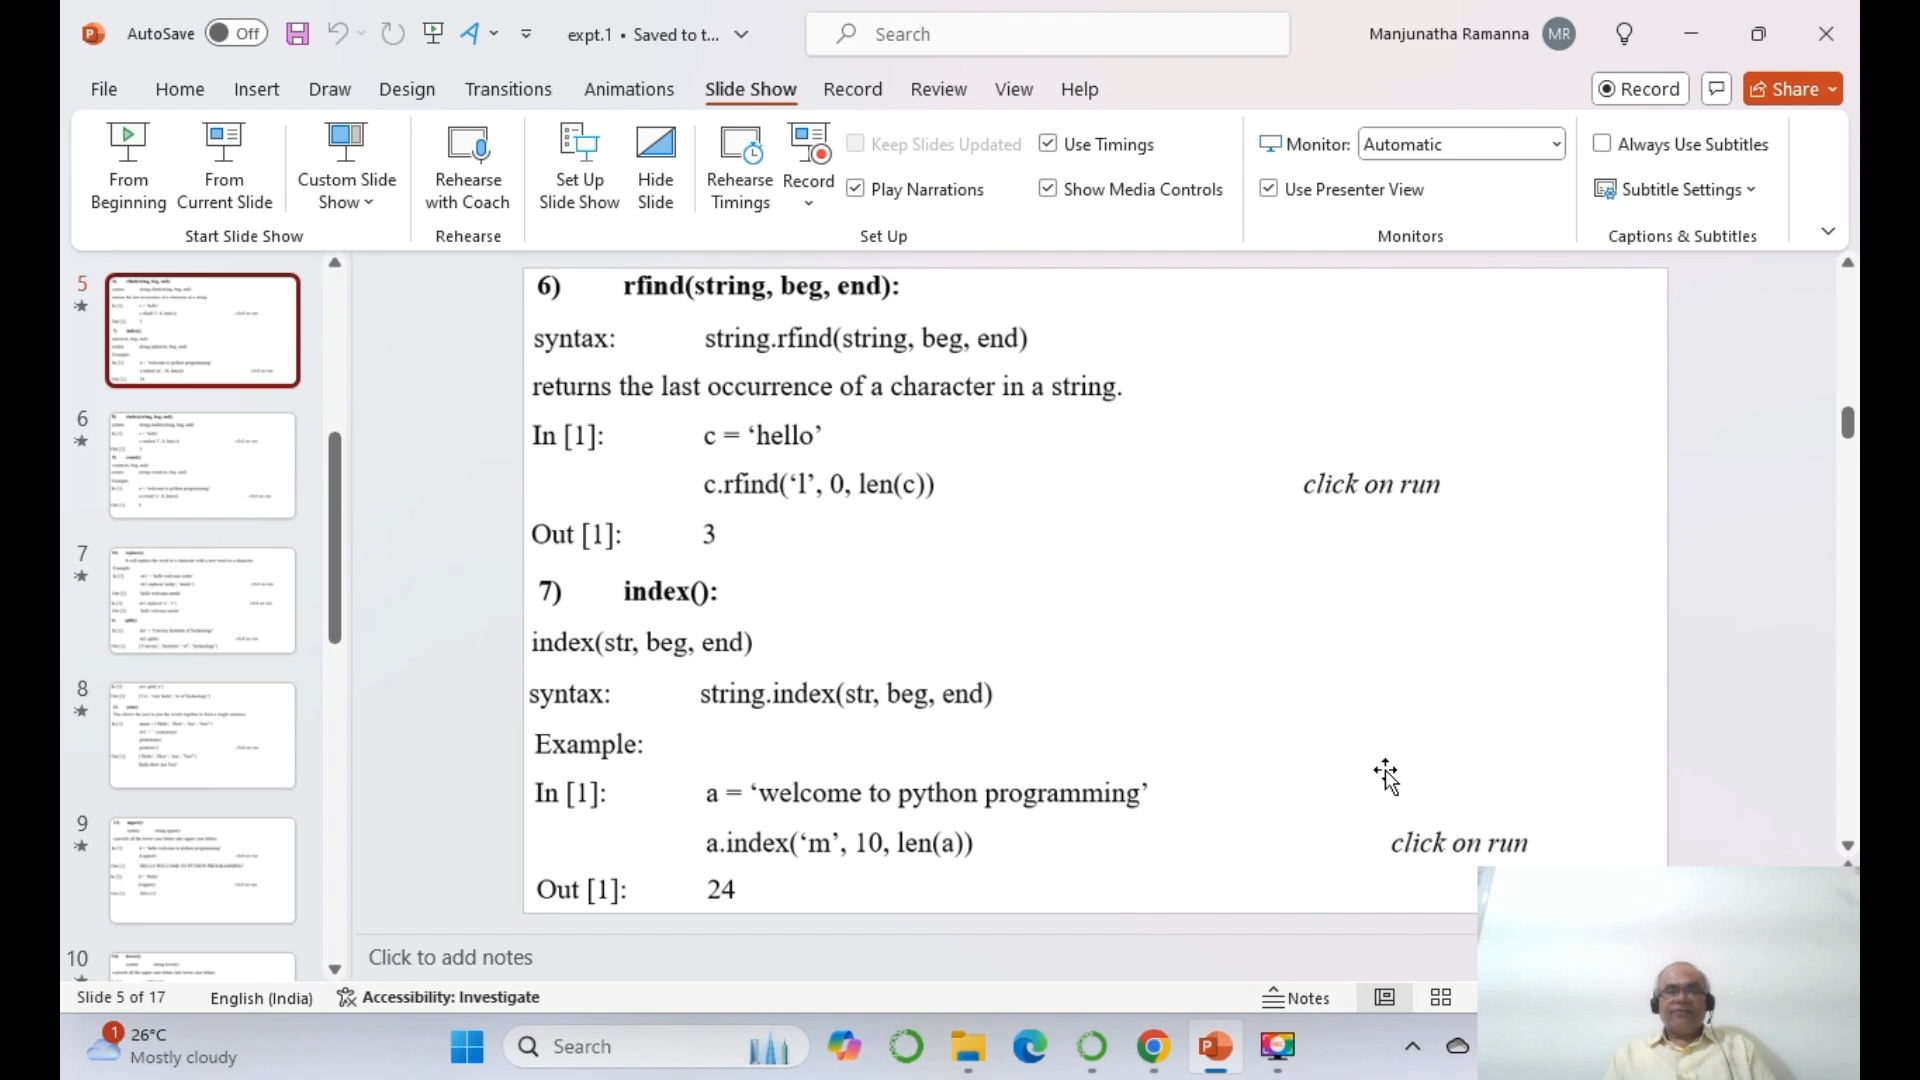 AutoSave Off expt.1 • Saved to t... Search Manjunatha Ramanna MR
File Home Insert Draw Design Transitions Animations Slide Show Record Review View Help Record Share
From Beginning
From Current Slide
Custom Slide Show
Rehearse with Coach
Set Up Slide Show
Hide Slide
Rehearse Timings
Record
Keep Slides Updated
Play Narrations
Use Timings
Show Media Controls
Monitor: Automatic
Use Presenter View
Always Use Subtitles
Subtitle Settings
Start Slide Show Rehearse Set Up Monitors Captions & Subtitles
5
6
7
8
9
10
6) rfind(string, beg, end):
syntax: string.rfind(string, beg, end)
returns the last occurrence of a character in a string.
In [1]: c = ‘hello’
c.rfind(‘l’, 0, len(c)) click on run
Out [1]: 3
7) index():
index(str, beg, end)
syntax: string.index(str, beg, end)
Example:
In [1]: a = ‘welcome to python programming’
a.index(‘m’, 10, len(a)) click on run
Out [1]: 24
Click to add notes
Slide 5 of 17 English (India) Accessibility: Investigate Notes
1 26°C
Mostly cloudy
Search